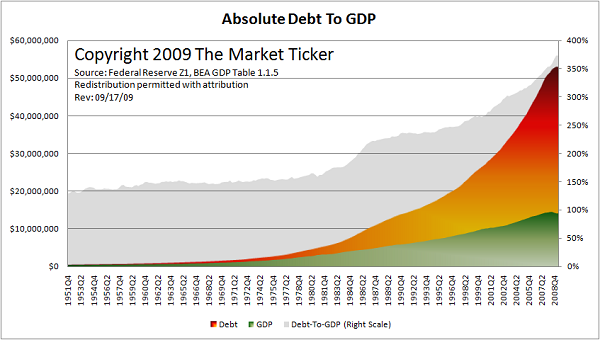 Absolute Debt To GDP
Copyright 2009 The Market Ticker
Source: Federal Reserve Z1, BEA GDP Table 1.1.5
Redistribution permitted with attribution
Rev: 09/17/09
$60,000,000
$50,000,000
$40,000,000
$30,000,000
$20,000,000
$10,000,000
$0
400%
350%
300%
250%
200%
150%
100%
50%
0%
1951Q4
1953Q2
1954Q4
1956Q2
1957Q4
1959Q2
1960Q4
1962Q2
1963Q4
1965Q2
1966Q4
1968Q2
1969Q4
1971Q2
1972Q4
1974Q2
1975Q4
1977Q2
1978Q4
1980Q2
1981Q4
1983Q2
1984Q4
1986Q2
1987Q4
1989Q2
1990Q4
1992Q2
1993Q4
1995Q2
1996Q4
1998Q2
1999Q4
2001Q2
2002Q4
2004Q2
2005Q4
2007Q2
2008Q4
Debt
GDP
Debt-To-GDP (Right Scale)